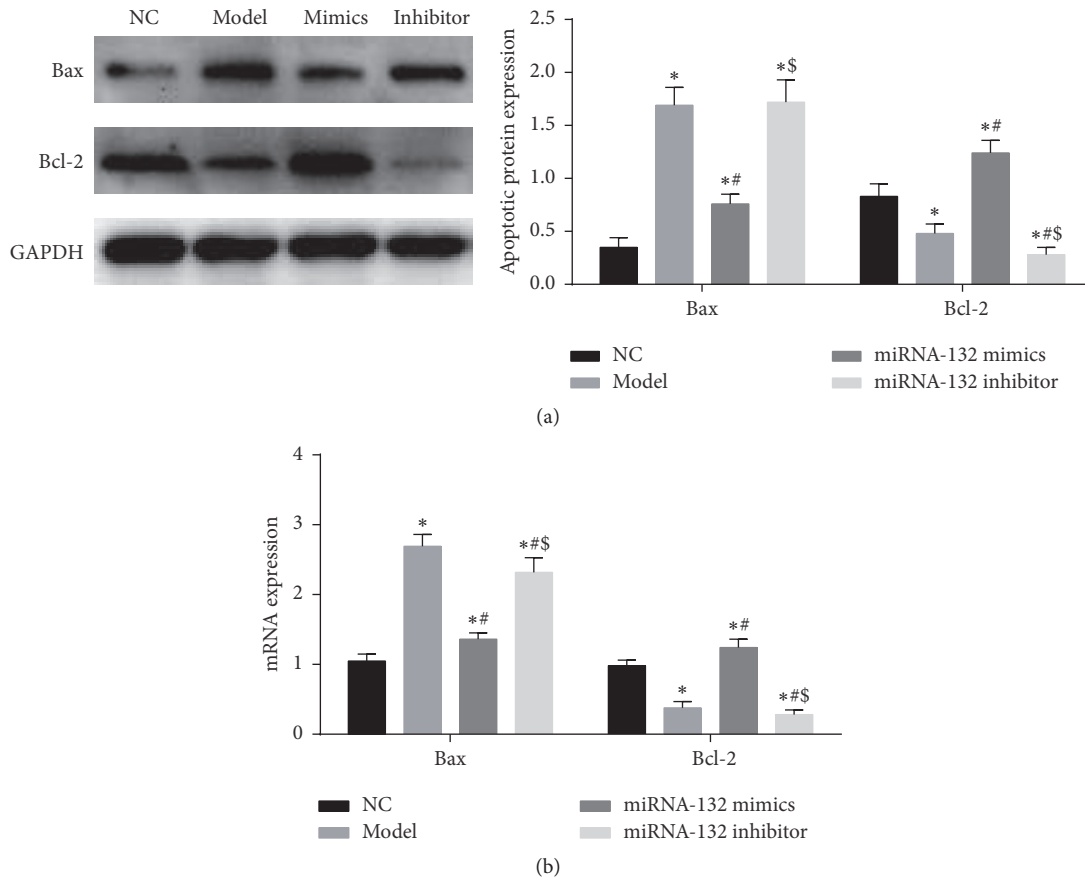 NC Model Mimics Inhibitor
Bax
Bcl-2
GAPDH
Apoptotic protein expression
2.5
2.0
1.5
1.0
0.5
0.0
* *# *$ * *# *#$
Bax Bcl-2
NC miRNA-132 mimics
Model miRNA-132 inhibitor
(a)
mRNA expression
4
3
2
1
0
* *# *#$ * *# *#$
Bax Bcl-2
NC miRNA-132 mimics
Model miRNA-132 inhibitor
(b)